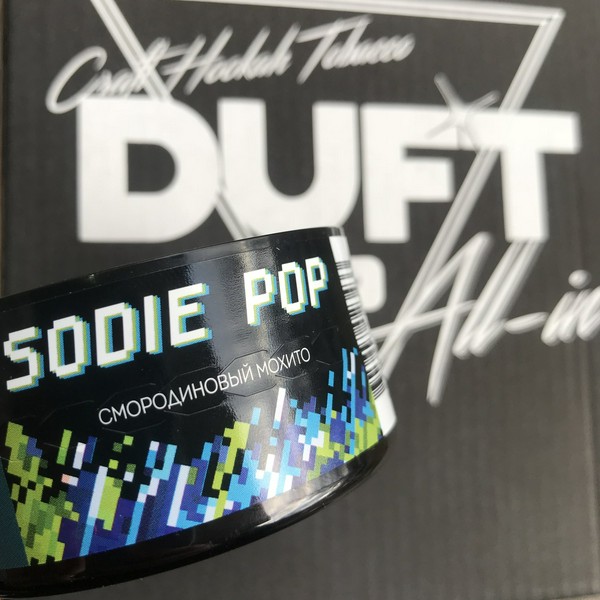 Craft Hookah Tobacco
DUFT
All-in
SODIE POP
СМОРОДИНОВЫЙ МОХИТО